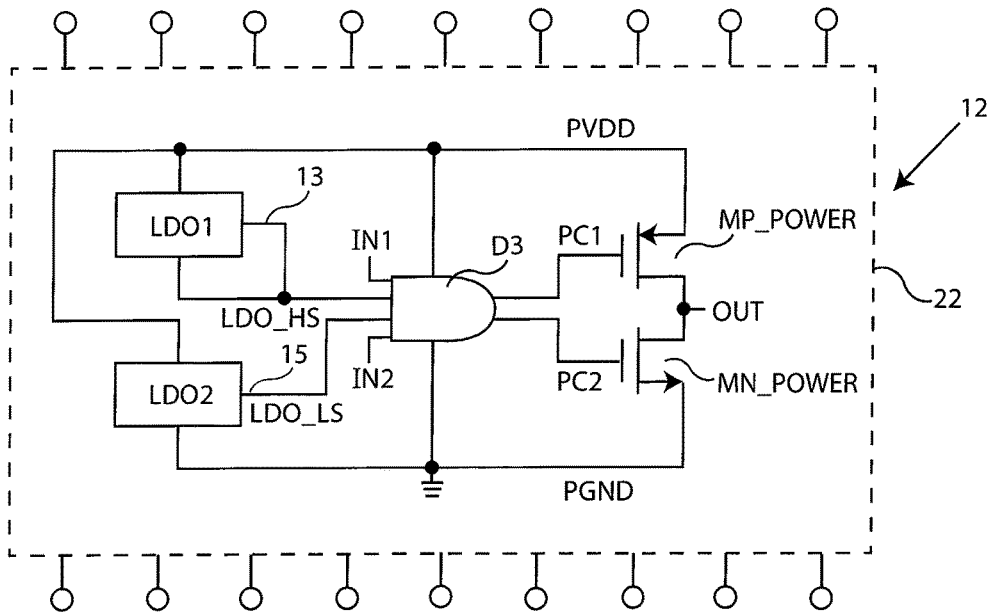 12
PVDD
13
LDO1
MP_POWER
PC1
IN1
D3
22
LDO_HS
OUT
15
IN2
PC2
LDO2
MN_POWER
LDO_LS
PGND